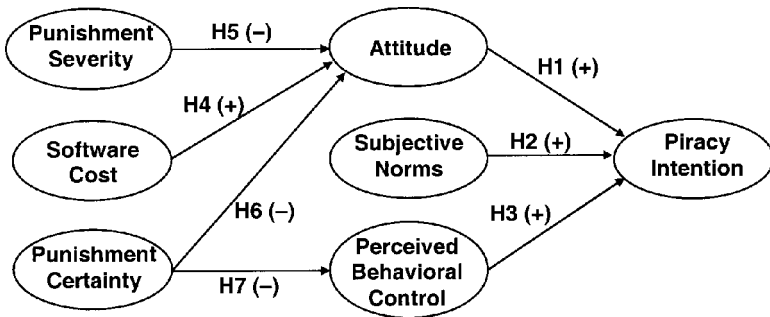 Punishment
Severity
H5 (–)
Attitude
H1 (+)
H4 (+)
Software
Cost
Subjective
Norms
H2 (+)
Piracy
Intention
H6 (–)
H3 (+)
Punishment
Certainty
H7 (–)
Perceived
Behavioral
Control